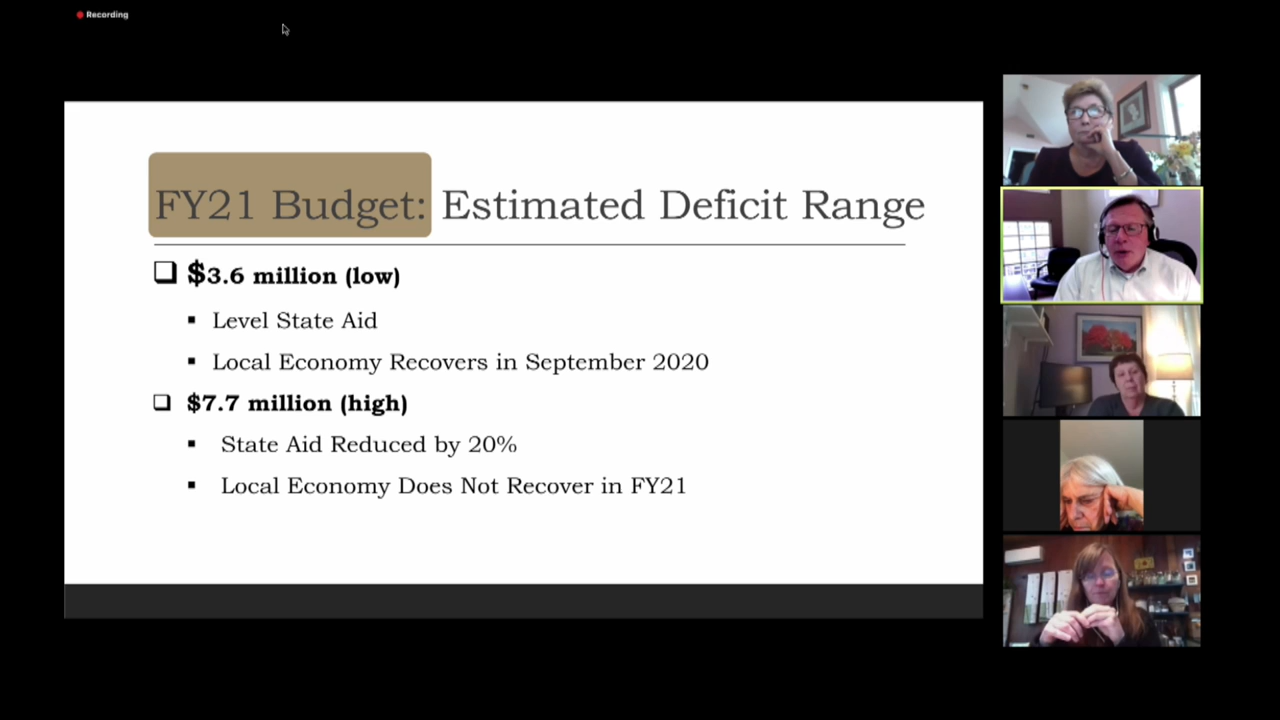 Recording
FY21 Budget: Estimated Deficit Range
$3.6 million (low)
Level State Aid
Local Economy Recovers in September 2020
$7.7 million (high)
State Aid Reduced by 20%
Local Economy Does Not Recover in FY21